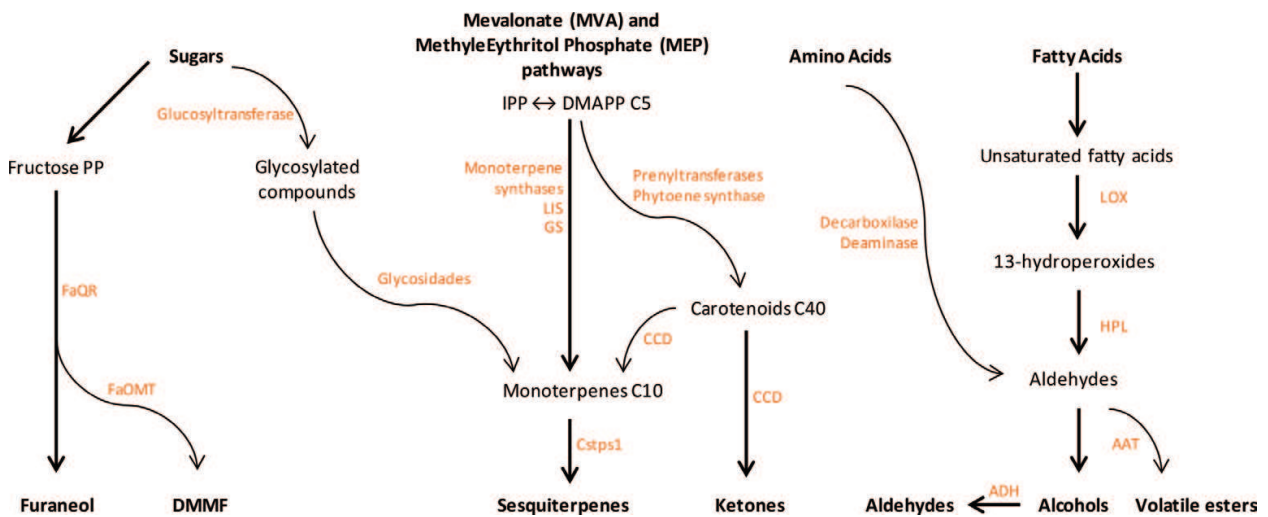 Sugars
Mevalonate (MVA) and
MethyleEythritol Phosphate (MEP)
pathways
Amino Acids
Fatty Acids
IPP ↔ DMAPP C5
Glucosyltransferase
Fructose PP
Glycosylated
compounds
Monoterpene
synthases
LIS
GS
Prenyltransferases
Phytoene synthase
Unsaturated fatty acids
LOX
Decarboxilase
Deaminase
13-hydroperoxides
FaQR
Glycosidades
Carotenoids C40
HPL
CCD
FaOMT
Monoterpenes C10
CCD
Aldehydes
Cstps1
AAT
Furaneol
DMMF
Sesquiterpenes
Ketones
Aldehydes
ADH
Alcohols
Volatile esters